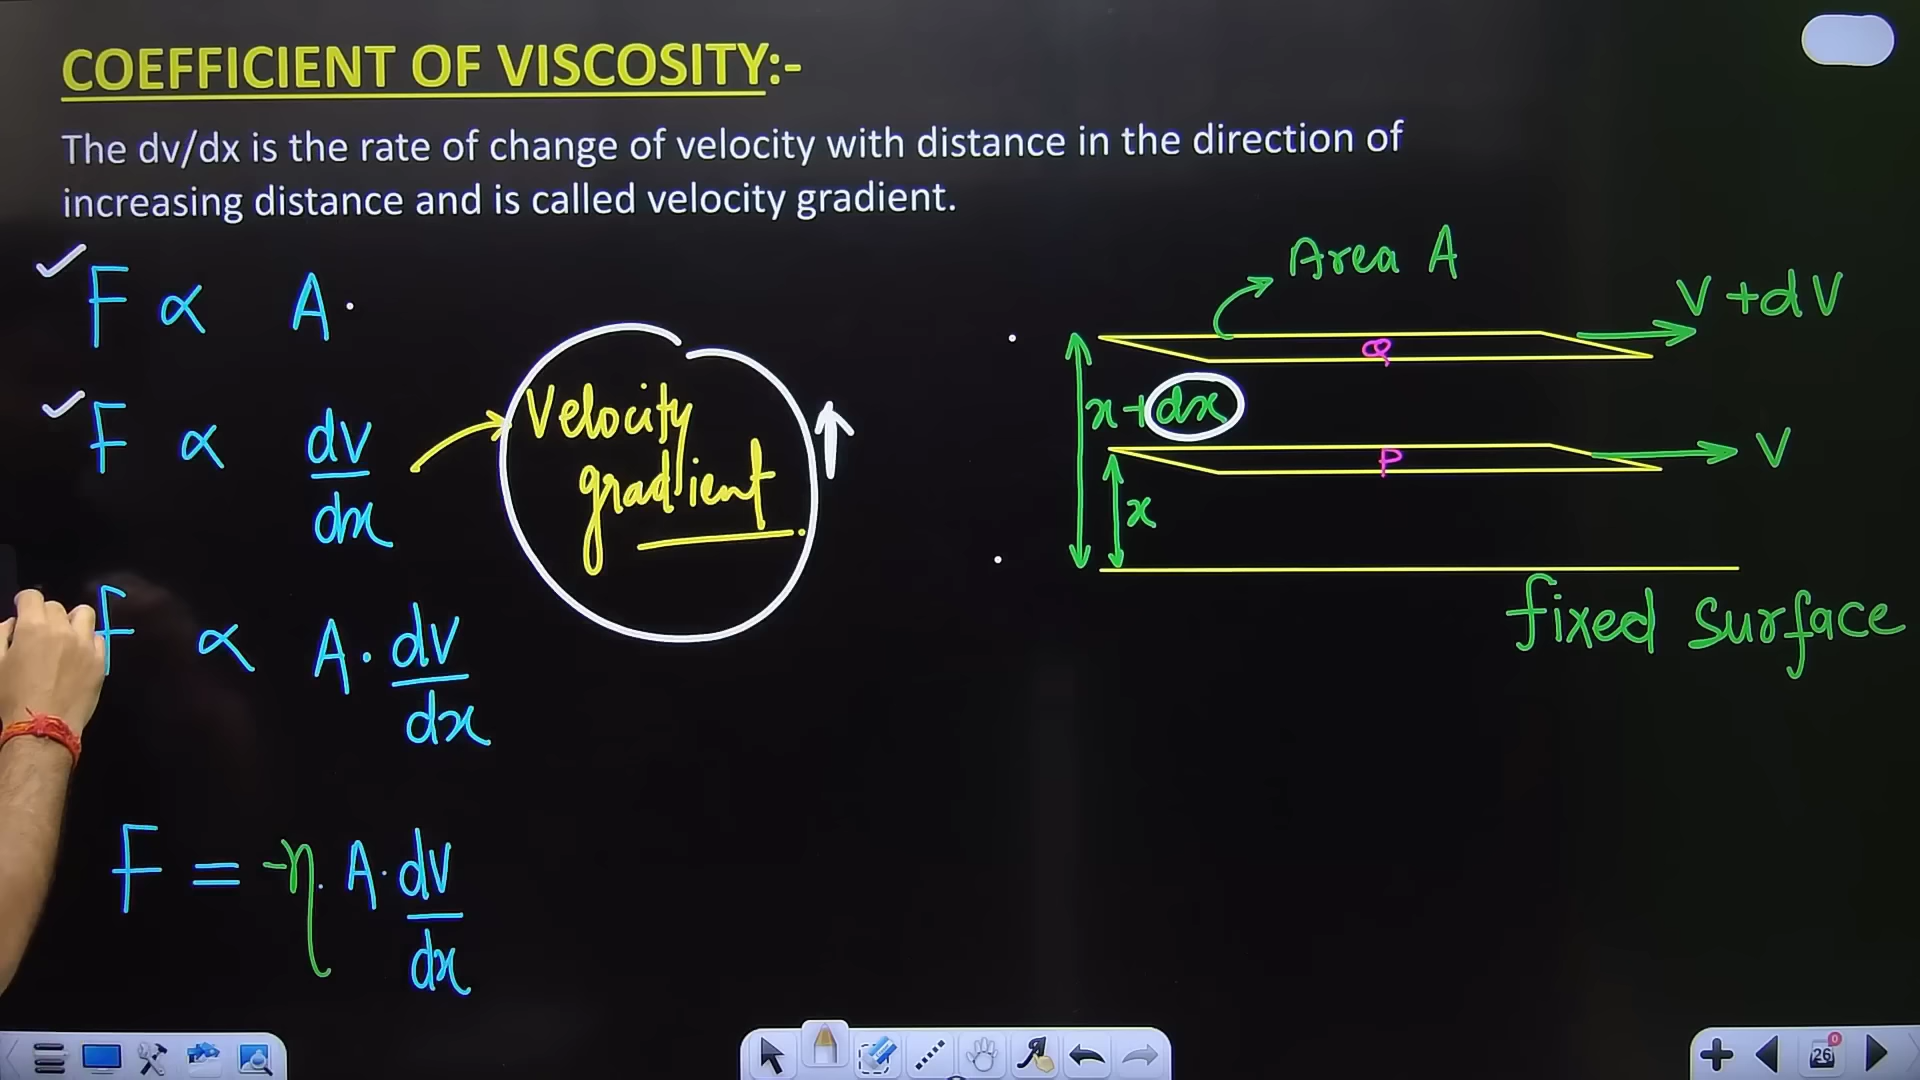 COEFFICIENT OF VISCOSITY:-
The dv/dx is the rate of change of velocity with distance in the direction of
increasing distance and is called velocity gradient.
F ∝ A.
F ∝ dv/dx
Velocity
gradient.
F ∝ A. dv/dx
F = -η. A. dv/dx
Area A
V+dV
Q
x+dx
P
V
x
fixed surface
26
0